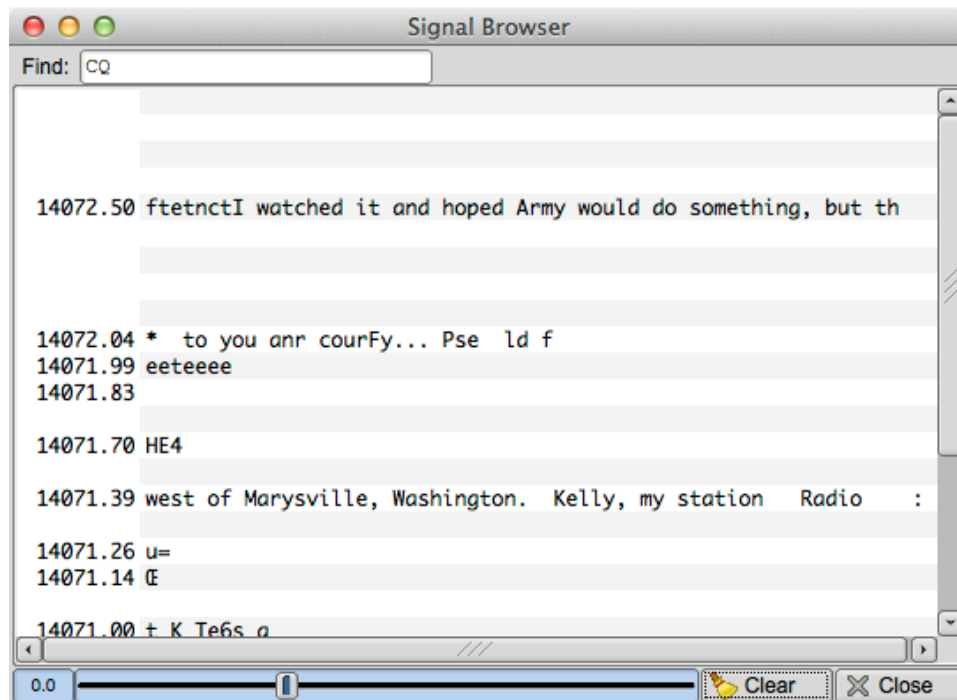 Signal Browser
Find: CQ
14072.50 ftetnctI watched it and hoped Army would do something, but th
14072.04 *  to you anr courFy... Pse  ld f
14071.99 eeteeee
14071.83
14071.70 HE4
14071.39 west of Marysville, Washington.  Kelly, my station   Radio    :
14071.26 u=
14071.14 Œ
14071.00 t K Te6s a
0.0 Clear Close